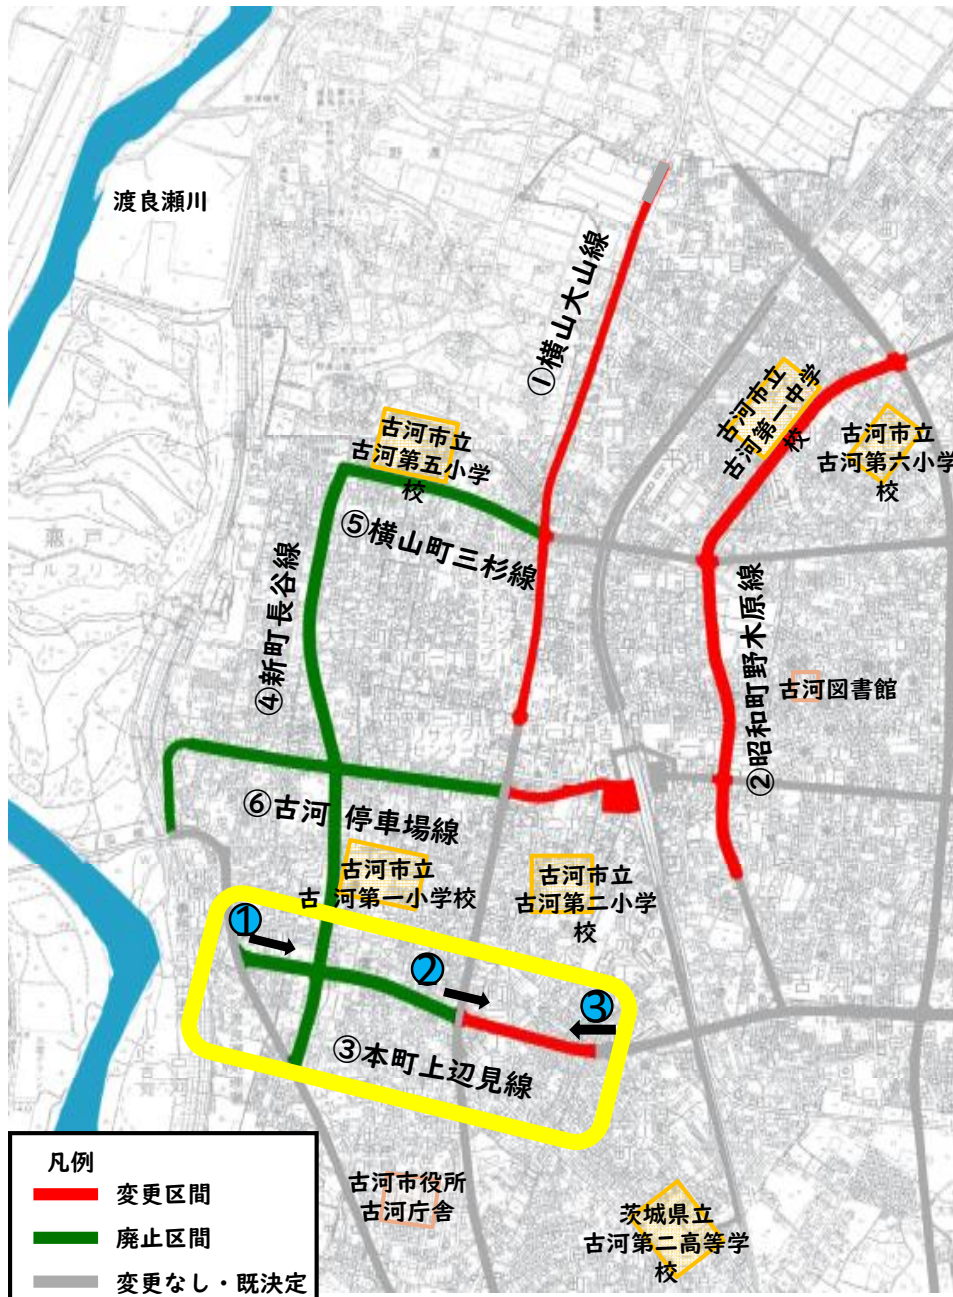 渡良瀬川
①横山大山線
古河市立
古河第一中学
校
古河市立
古河第六小学
校
古河市立
古河第五小学
校
⑤横山町三杉線
④新町長谷線
②昭和町野木原線
古河図書館
⑥古河 停車場線
古河市立
古 河第一小学校
古河市立
古河第二小学
校
①
②
③
③本町上辺見線
古河市役所
古河庁舎
茨城県立
古河第二高等学
校
凡例
変更区間
廃止区間
変更なし・既決定